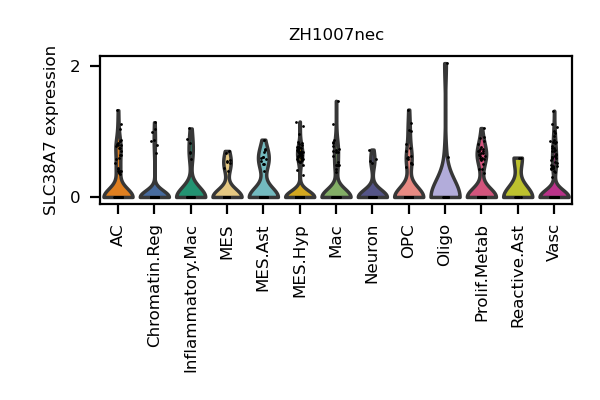 ZH1007nec
SLC38A7 expression
2
0
AC
Chromatin.Reg
Inflammatory.Mac
MES
MES.Ast
MES.Hyp
Mac
Neuron
OPC
Oligo
Prolif.Metab
Reactive.Ast
Vasc